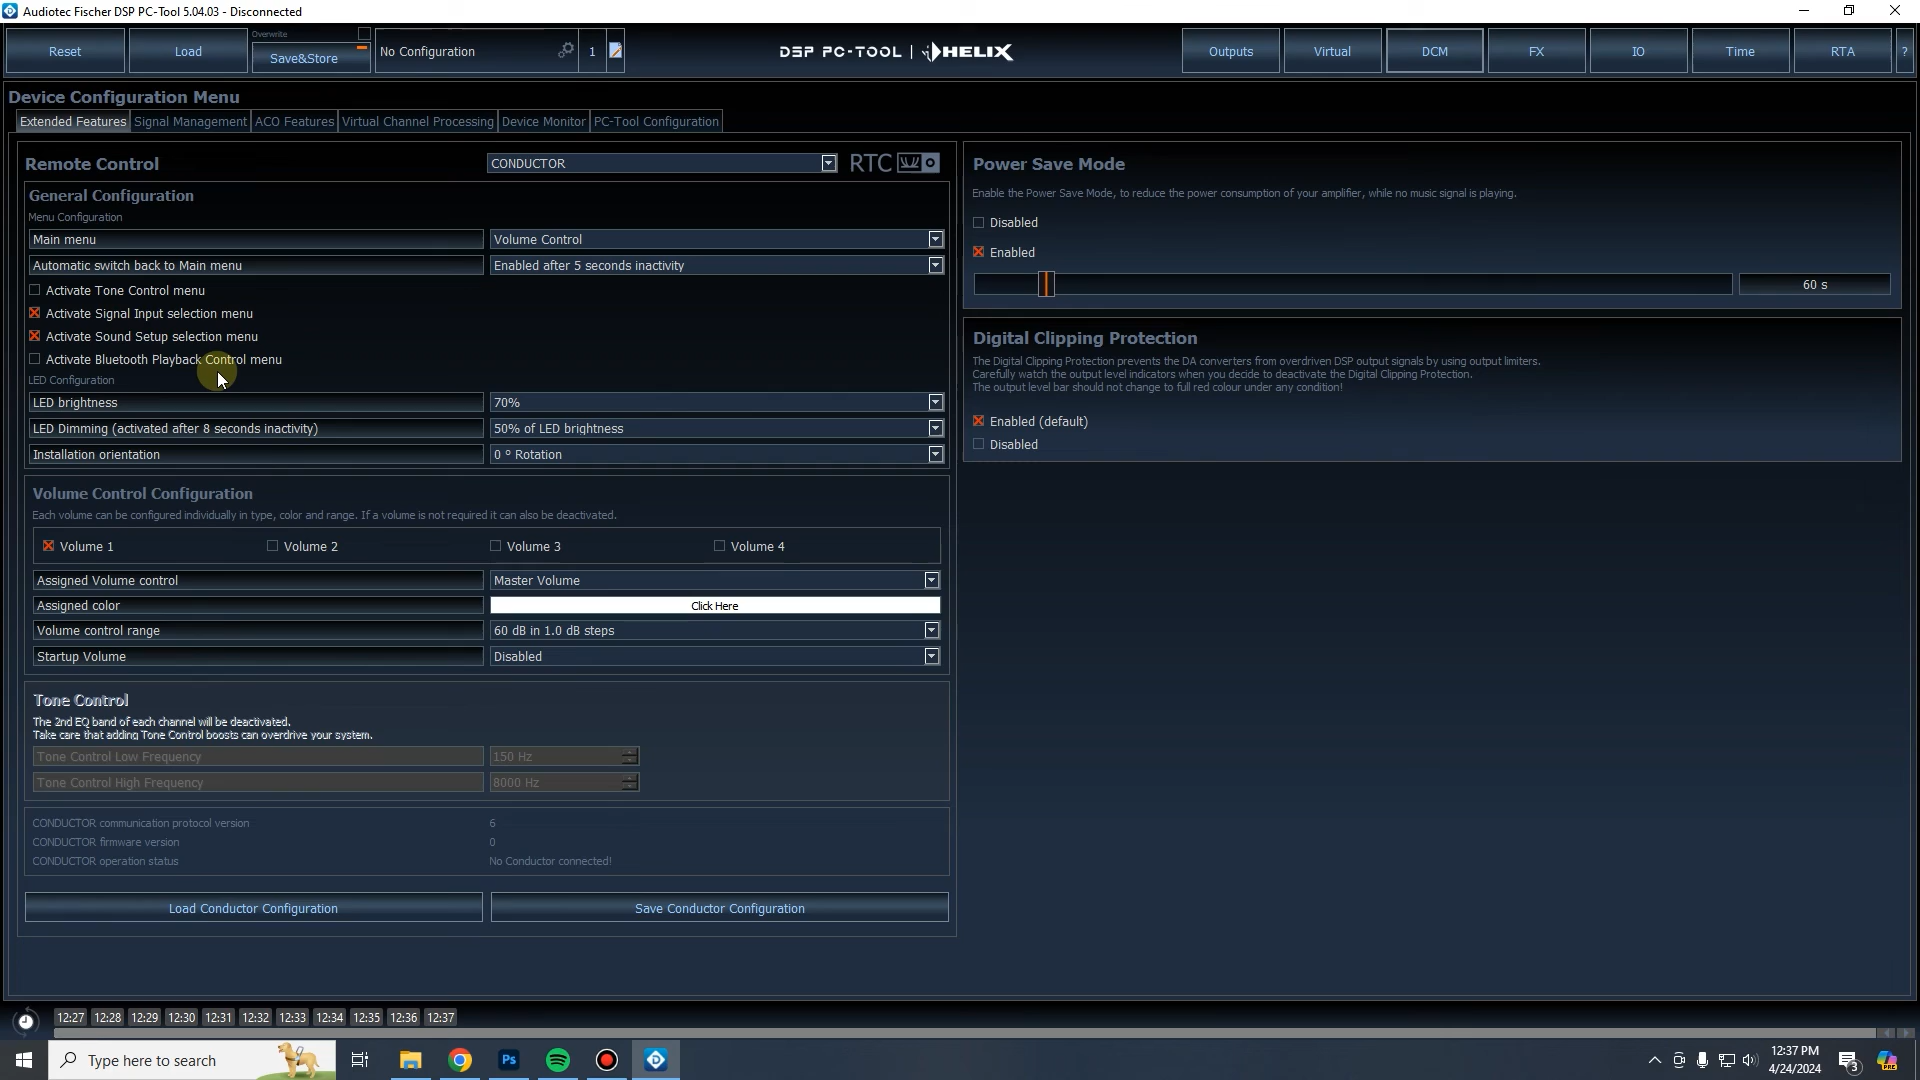 Audiotec Fischer DSP PC-Tool 5.04.03 - Disconnected
Reset
Load
Overwrite
Save&Store
No Configuration
1
DSP PC-TOOL | HELIX
Outputs
Virtual
DCM
FX
IO
Time
RTA
?
Device Configuration Menu
Extended Features
Signal Management
ACO Features
Virtual Channel Processing
Device Monitor
PC-Tool Configuration
Remote Control
CONDUCTOR
RTC
General Configuration
Menu Configuration
Main menu
Volume Control
Automatic switch back to Main menu
Enabled after 5 seconds inactivity
Activate Tone Control menu
Activate Signal Input selection menu
Activate Sound Setup selection menu
Activate Bluetooth Playback Control menu
LED Configuration
LED brightness
70%
LED Dimming (activated after 8 seconds inactivity)
50% of LED brightness
Installation orientation
0 ° Rotation
Volume Control Configuration
Each volume can be configured individually in type, color and range. If a volume is not required it can also be deactivated.
Volume 1
Volume 2
Volume 3
Volume 4
Assigned Volume control
Master Volume
Assigned color
Click Here
Volume control range
60 dB in 1.0 dB steps
Startup Volume
Disabled
Tone Control
The 2nd EQ band of each channel will be deactivated.
Take care that adding Tone Control boosts can overdrive your system.
Tone Control Low Frequency
150 Hz
Tone Control High Frequency
8000 Hz
CONDUCTOR communication protocol version
6
CONDUCTOR firmware version
0
CONDUCTOR operation status
No Conductor connected!
Load Conductor Configuration
Save Conductor Configuration
Power Save Mode
Enable the Power Save Mode, to reduce the power consumption of your amplifier, while no music signal is playing.
Disabled
Enabled
60 s
Digital Clipping Protection
The Digital Clipping Protection prevents the DA converters from overdriven DSP output signals by using output limiters.
Carefully watch the output level indicators when you decide to deactivate the Digital Clipping Protection.
The output level bar should not change to full red colour under any condition!
Enabled (default)
Disabled
12:27 12:28 12:29 12:30 12:31 12:32 12:33 12:34 12:35 12:36 12:37
Type here to search
Ps
12:37 PM
4/24/2024
3
PRE